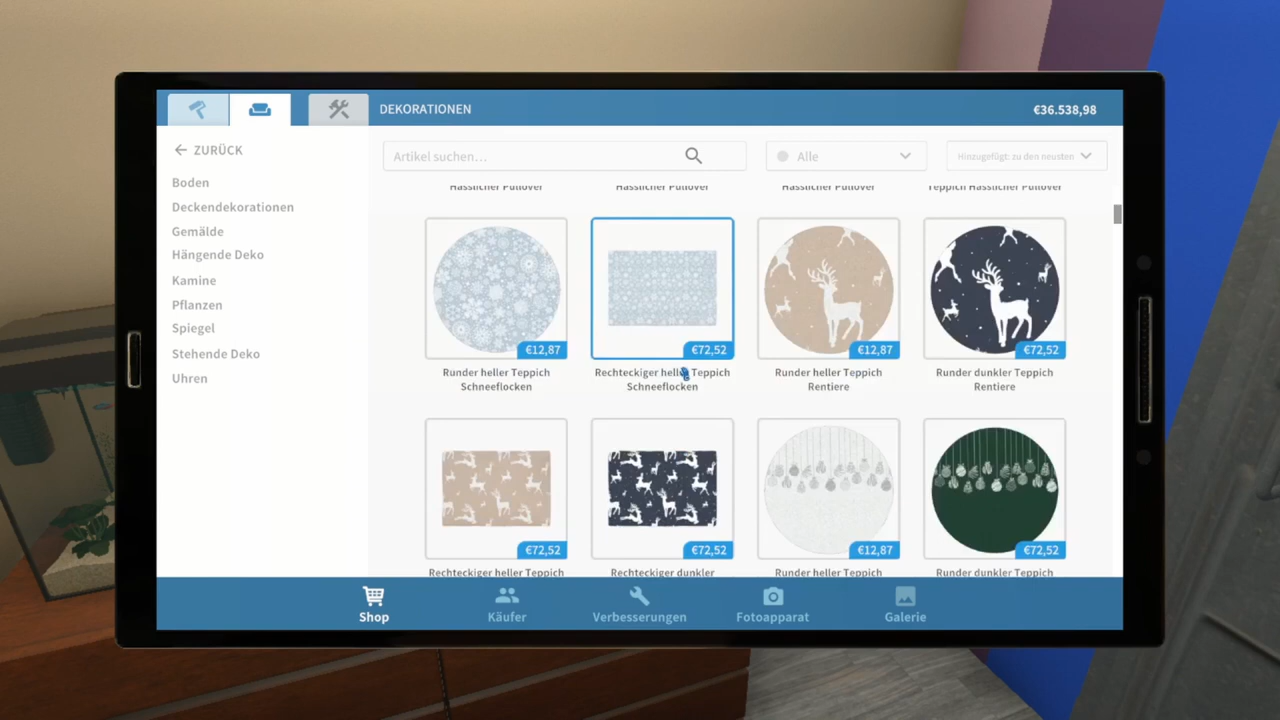 DEKORATIONEN
€36.538,98
ZURÜCK
Artikel suchen...
Alle
Hinzugefügt: zu den neusten
Boden
Deckendekorationen
Gemälde
Hängende Deko
Kamine
Pflanzen
Spiegel
Stehende Deko
Uhren
Hässlicher Pullover
Hässlicher Pullover
Hässlicher Pullover
Teppich Hässlicher Pullover
€12,87
€72,52
€12,87
€72,52
Runder heller Teppich
Schneeflocken
Rechteckiger heller Teppich
Schneeflocken
Runder heller Teppich
Rentiere
Runder dunkler Teppich
Rentiere
€72,52
€72,52
€12,87
€72,52
Rechteckiger heller Teppich
Rechteckiger dunkler
Runder heller Teppich
Runder dunkler Teppich
Shop
Käufer
Verbesserungen
Fotoapparat
Galerie